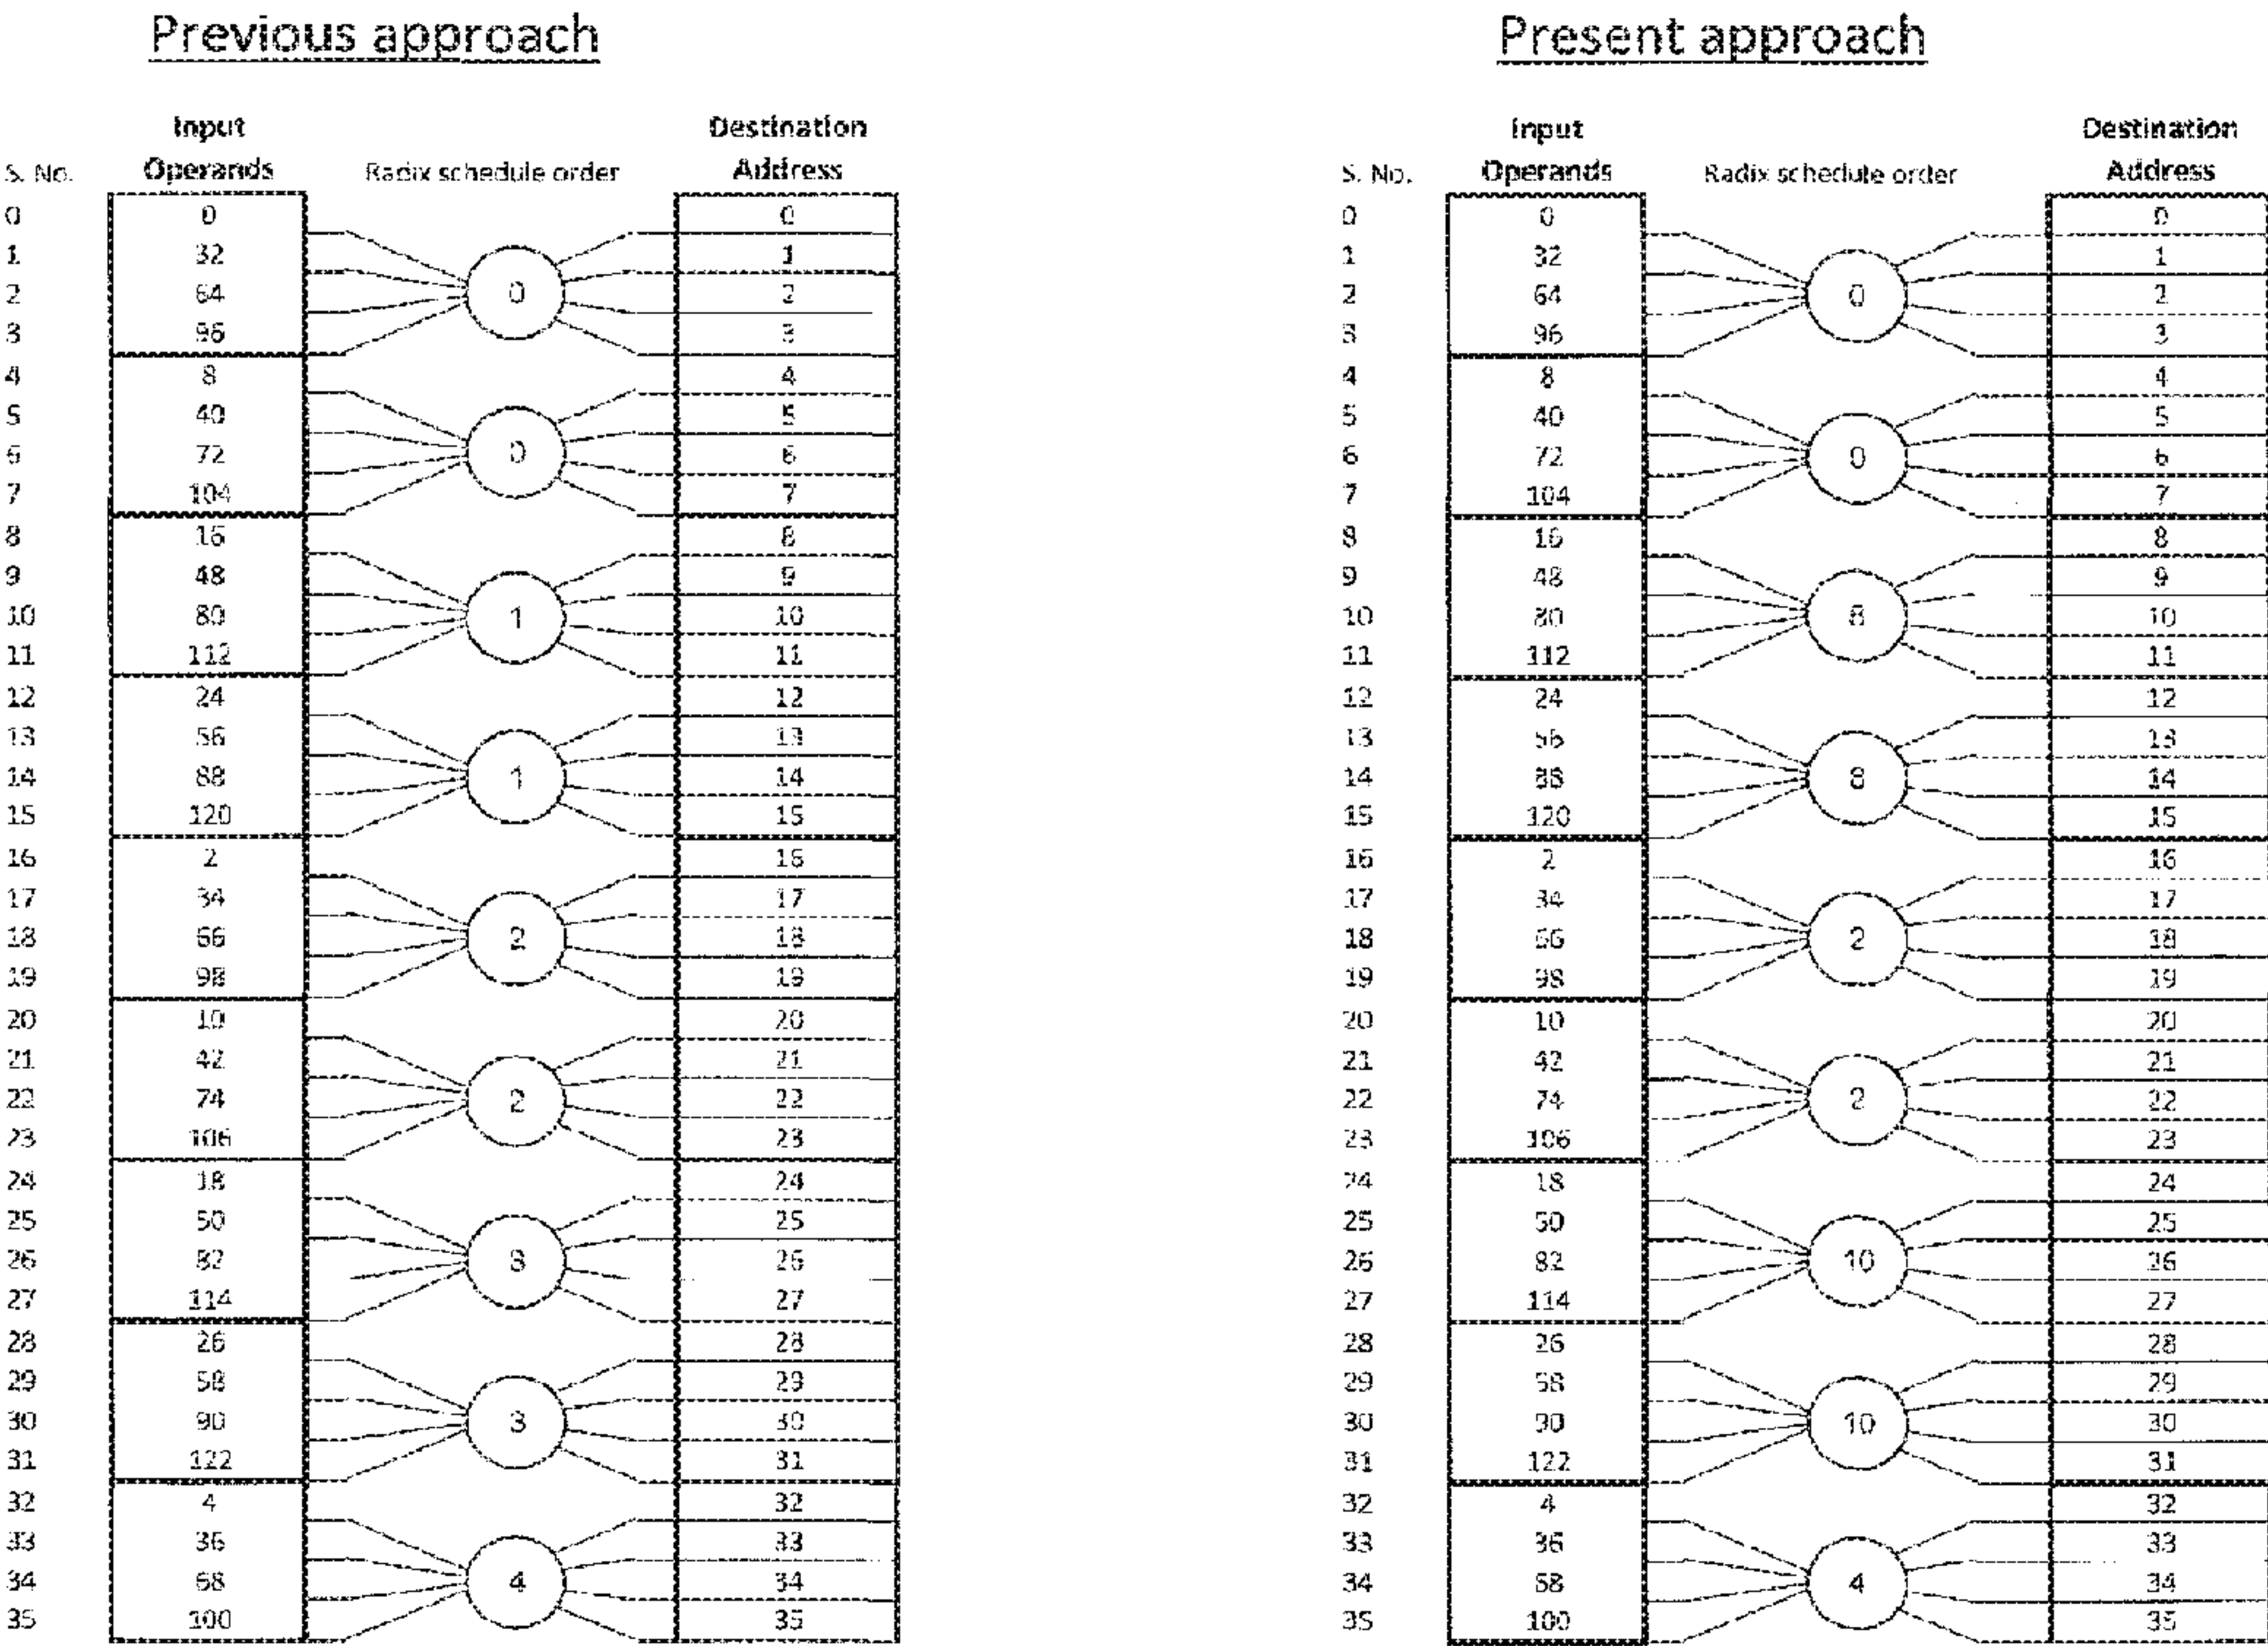 Previous approach
Input Destination
S. No. Operands Radix schedule order Address
0 0 0
1 32 1
2 64 0 2
3 96 3
4 8 4
5 40 5
6 72 0 6
7 104 7
8 16 8
9 48 9
10 80 1 10
11 112 11
12 24 12
13 56 13
14 88 1 14
15 120 15
16 2 16
17 34 17
18 66 2 18
19 98 19
20 10 20
21 42 21
22 74 2 22
23 106 23
24 18 24
25 50 25
26 82 3 26
27 114 27
28 26 28
29 58 29
30 90 3 30
31 122 31
32 4 32
33 36 33
34 68 4 34
35 100 35
Present approach
Input Destination
S. No. Operands Radix schedule order Address
0 0 0
1 32 1
2 64 0 2
3 96 3
4 8 4
5 40 5
6 72 0 6
7 104 7
8 16 8
9 48 9
10 80 8 10
11 112 11
12 24 12
13 56 13
14 88 8 14
15 120 15
16 2 16
17 34 17
18 66 2 18
19 98 19
20 10 20
21 42 21
22 74 2 22
23 106 23
24 18 24
25 50 25
26 82 10 26
27 114 27
28 26 28
29 58 29
30 90 10 30
31 122 31
32 4 32
33 36 33
34 68 4 34
35 100 35